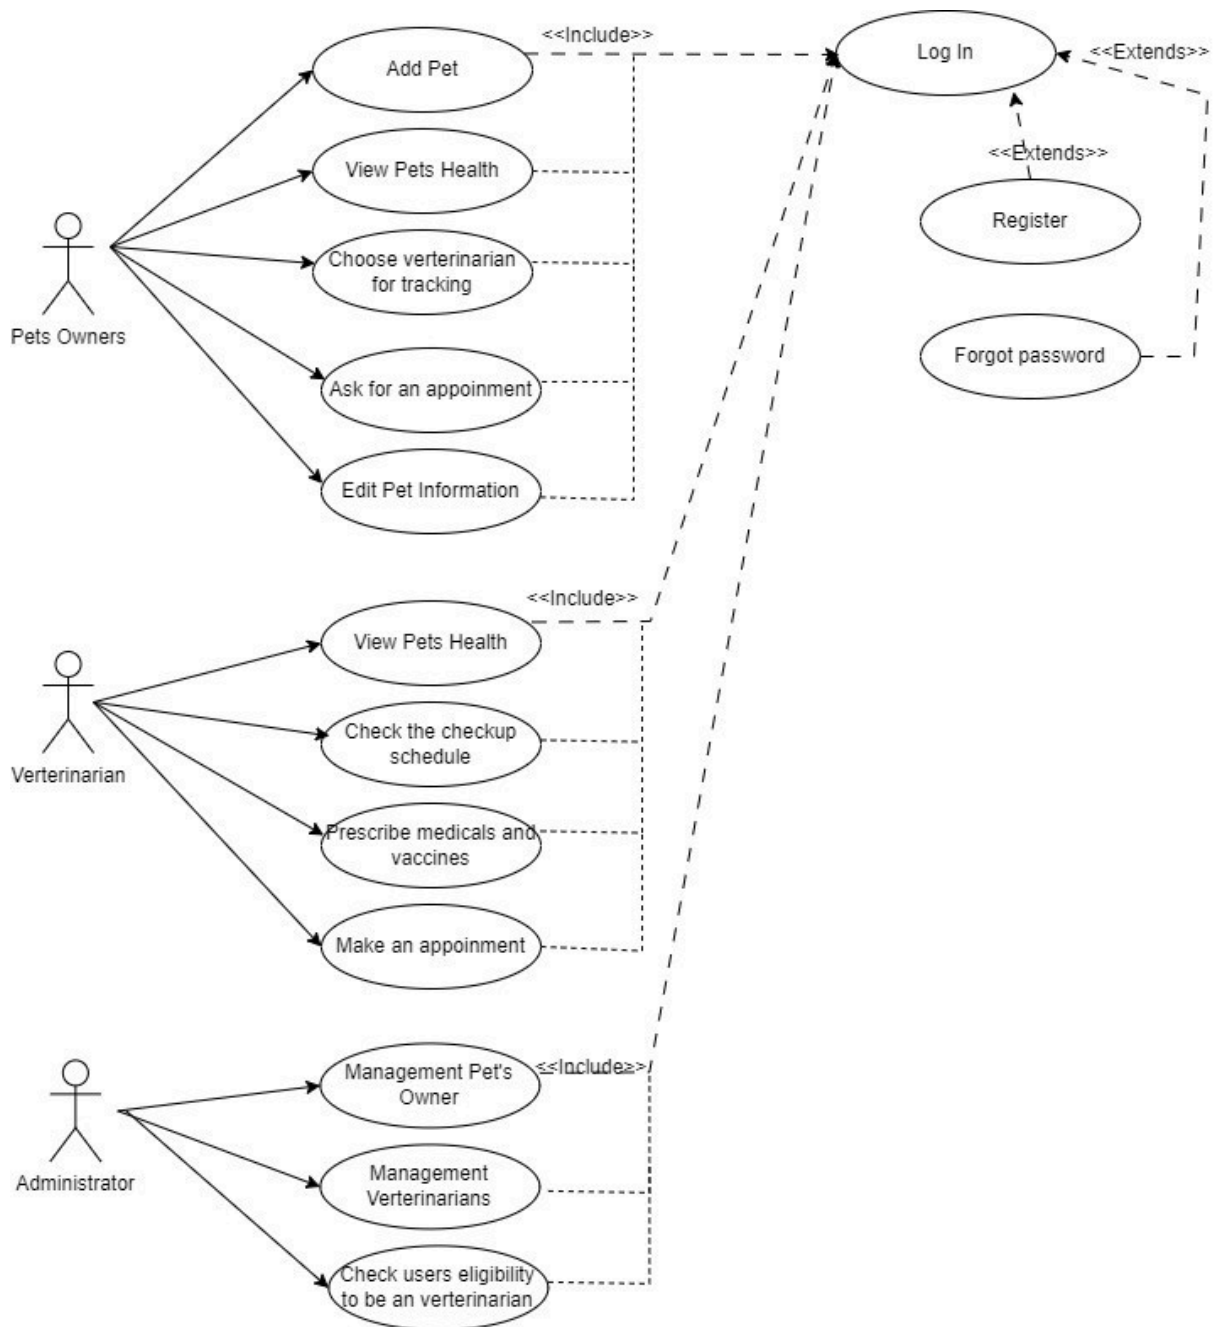 <<Include>>
Log In
<<Extends>>
Add Pet
<<Extends>>
View Pets Health
Register
Choose verterinarian
for tracking
Pets Owners
Forgot password
Ask for an appoinment
Edit Pet Information
<<Include>>
View Pets Health
Check the checkup
schedule
Verterinarian
Prescribe medicals and
vaccines
Make an appoinment
<<Include>>
Management Pet's
Owner
Administrator
Management
Verterinarians
Check users eligibility
to be an verterinarian